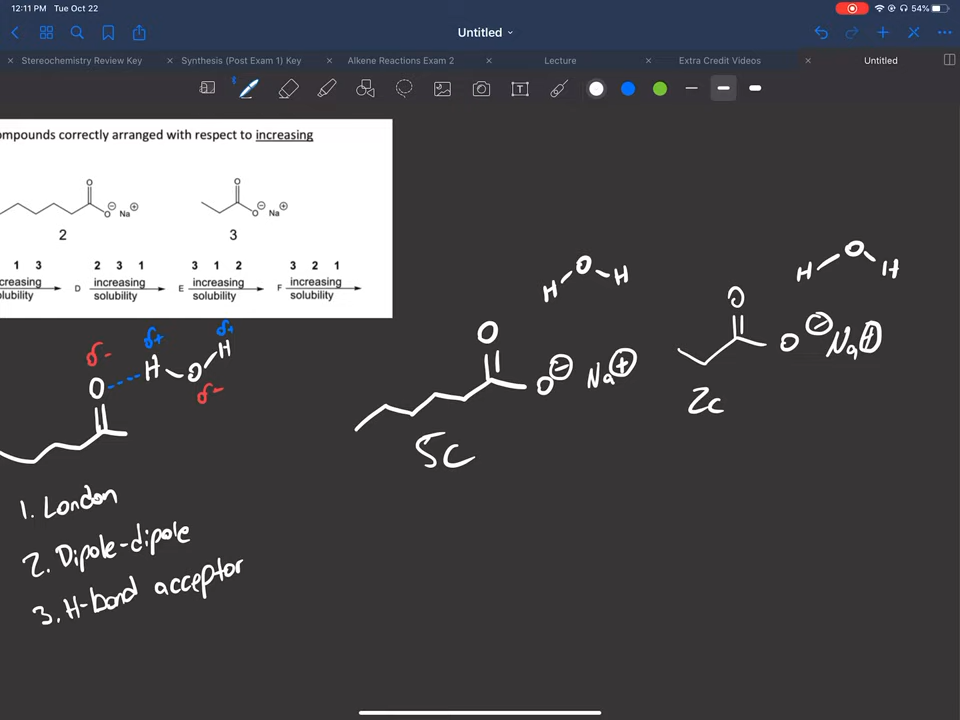 12:11 PM Tue Oct 22
54%
Untitled
Stereochemistry Review Key
Synthesis (Post Exam 1) Key
Alkene Reactions Exam 2
Lecture
Extra Credit Videos
Untitled
ompounds correctly arranged with respect to increasing
O
O ⊖ Na ⊕
2
O
O ⊖ Na ⊕
3
1 3
creasing
olubility
D 2 3 1
increasing
solubility
E 3 1 2
increasing
solubility
F 3 2 1
increasing
solubility
δ-
O
δ+
H
O
δ+
H
δ-
1. London
2. Dipole-dipole
3. H-bond acceptor
H O H
O
O ⊖ Na ⊕
5C
H O H
O
O ⊖ Na ⊕
2C